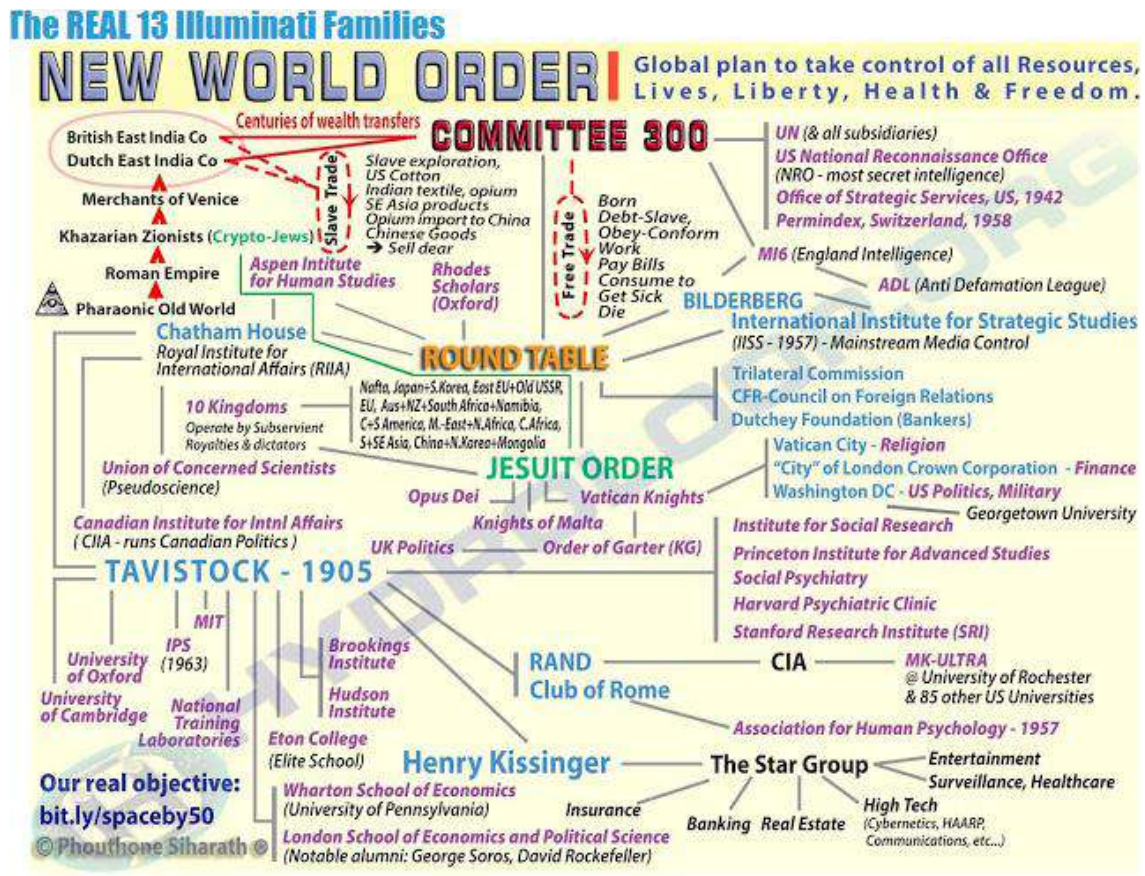 The REAL 13 Illuminati Families
NEW WORLD ORDER
Global plan to take control of all Resources,
Lives, Liberty, Health & Freedom.
British East India Co
Dutch East India Co
Centuries of wealth transfers
COMMITTEE 300
Merchants of Venice
Khazarian Zionists (Crypto-Jews)
Roman Empire
Pharaonic Old World
Slave Trade
Slave exploration,
US Cotton
Indian textile, opium
SE Asia products
Opium import to China
Chinese Goods
➔ Sell dear
Free Trade
Born
Debt-Slave,
Obey-Conform
Work
Pay Bills
Consume to
Get Sick
Die
UN (& all subsidiaries)
US National Reconnaissance Office
(NRO - most secret intelligence)
Office of Strategic Services, US, 1942
Permindex, Switzerland, 1958
MI6 (England Intelligence)
ADL (Anti Defamation League)
Aspen Intitute
for Human Studies
Rhodes
Scholars
(Oxford)
BILDERBERG
International Institute for Strategic Studies
(IISS - 1957) - Mainstream Media Control
Chatham House
Royal Institute for
International Affairs (RIIA)
ROUND TABLE
Trilateral Commission
CFR-Council on Foreign Relations
Dutchey Foundation (Bankers)
10 Kingdoms
Operate by Subservient
Royalties & dictators
Nafta, Japan+S.Korea, East EU+Old USSR,
EU, Aus+NZ+South Africa+Namibia,
C+S America, M.-East+N.Africa, C.Africa,
S+SE Asia, China+N.Korea+Mongolia
Union of Concerned Scientists
(Pseudoscience)
JESUIT ORDER
Opus Dei
Vatican Knights
Knights of Malta
UK Politics
Order of Garter (KG)
Vatican City - Religion
"City" of London Crown Corporation - Finance
Washington DC - US Politics, Military
Georgetown University
Canadian Institute for Intnl Affairs
( CIIA - runs Canadian Politics )
TAVISTOCK - 1905
Institute for Social Research
Princeton Institute for Advanced Studies
Social Psychiatry
Harvard Psychiatric Clinic
Stanford Research Institute (SRI)
University
of Oxford
IPS
(1963)
MIT
University
of Cambridge
National
Training
Laboratories
Brookings
Institute
Hudson
Institute
RAND
Club of Rome
CIA
MK-ULTRA
@ University of Rochester
& 85 other US Universities
Association for Human Psychology - 1957
Eton College
(Elite School)
Henry Kissinger
The Star Group
Entertainment
Surveillance, Healthcare
Insurance
Banking
Real Estate
High Tech
(Cybernetics, HAARP,
Communications, etc...)
Wharton School of Economics
(University of Pennsylvania)
London School of Economics and Political Science
(Notable alumni: George Soros, David Rockefeller)
Our real objective:
bit.ly/spaceby50
© Phouthone Siharath ®